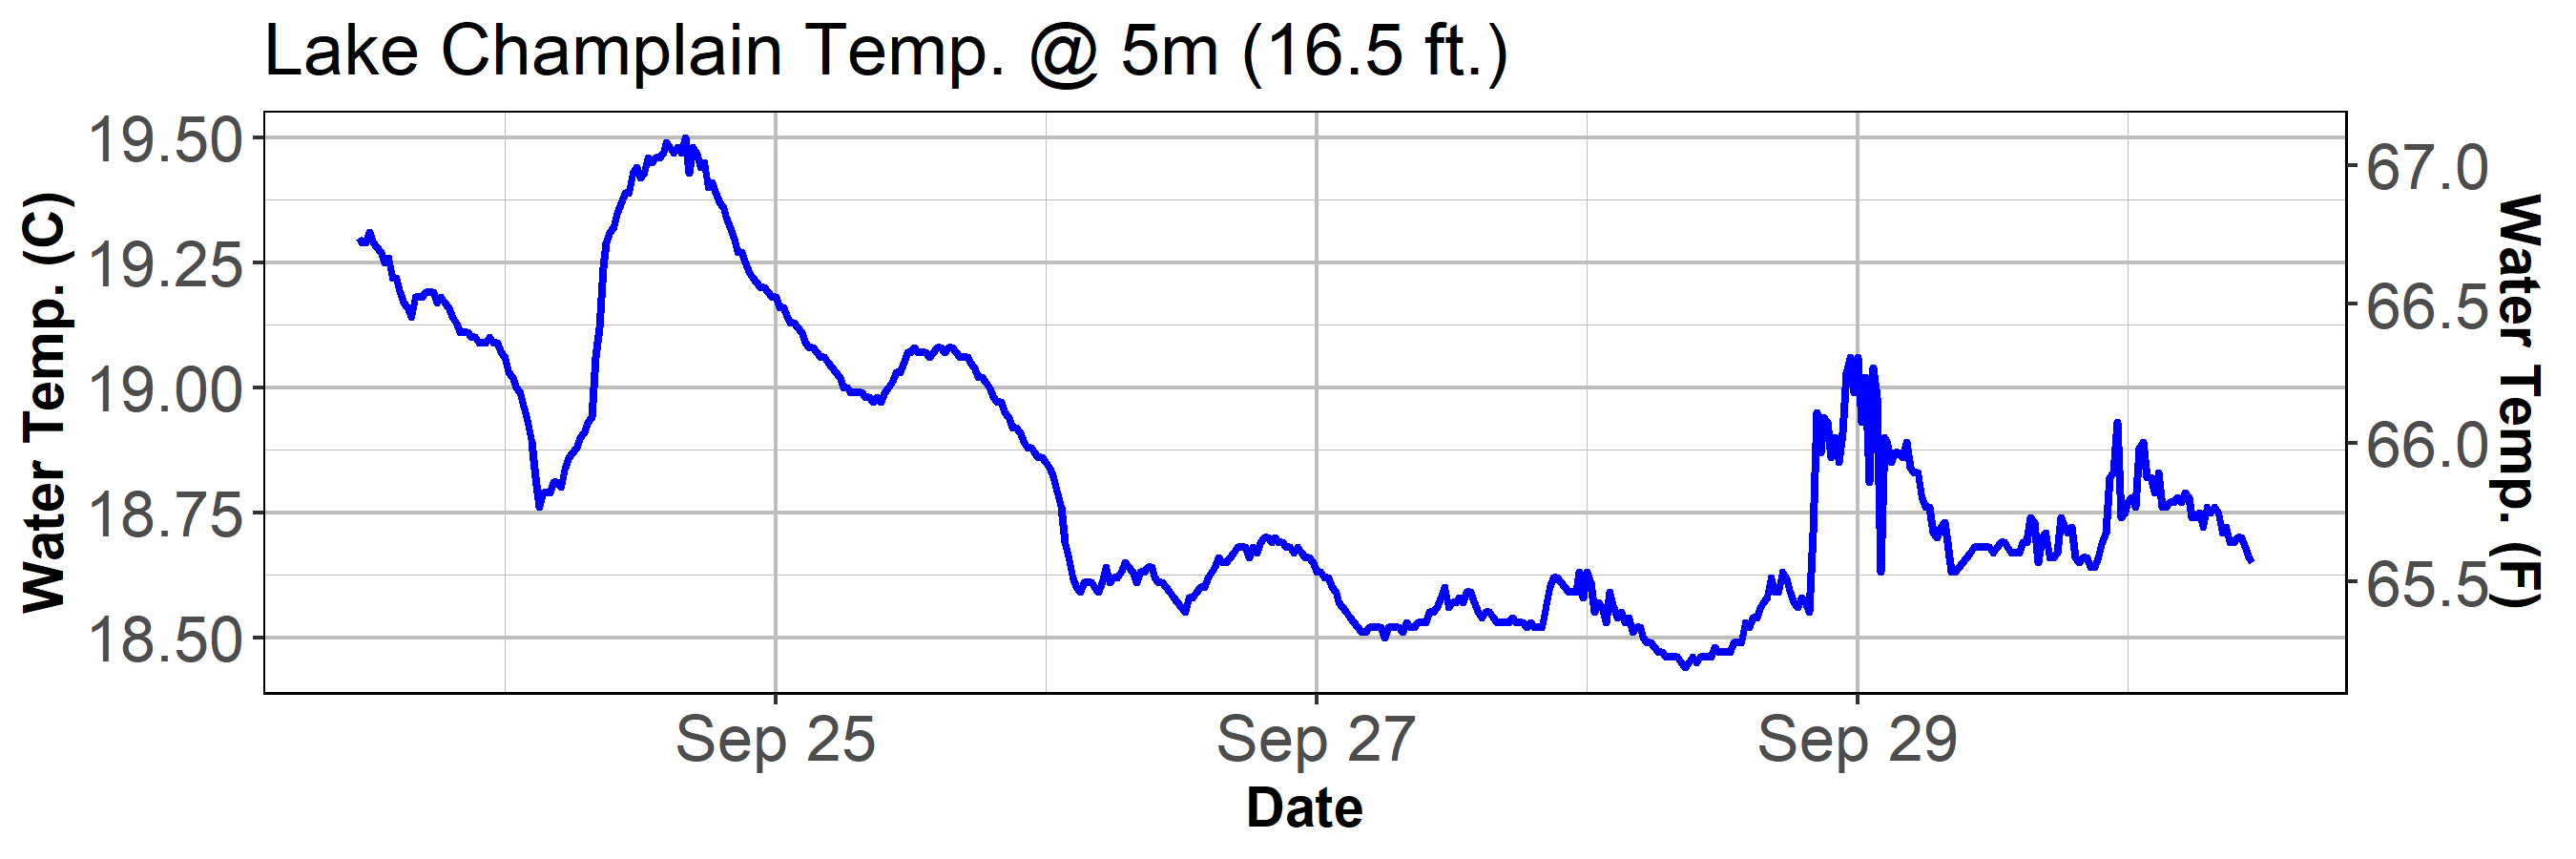 Lake Champlain Temp. @ 5m (16.5 ft.)
Water Temp. (C)
19.50
19.25
19.00
18.75
18.50
67.0
66.5
66.0
65.5
Water Temp. (F)
Sep 25
Sep 27
Sep 29
Date